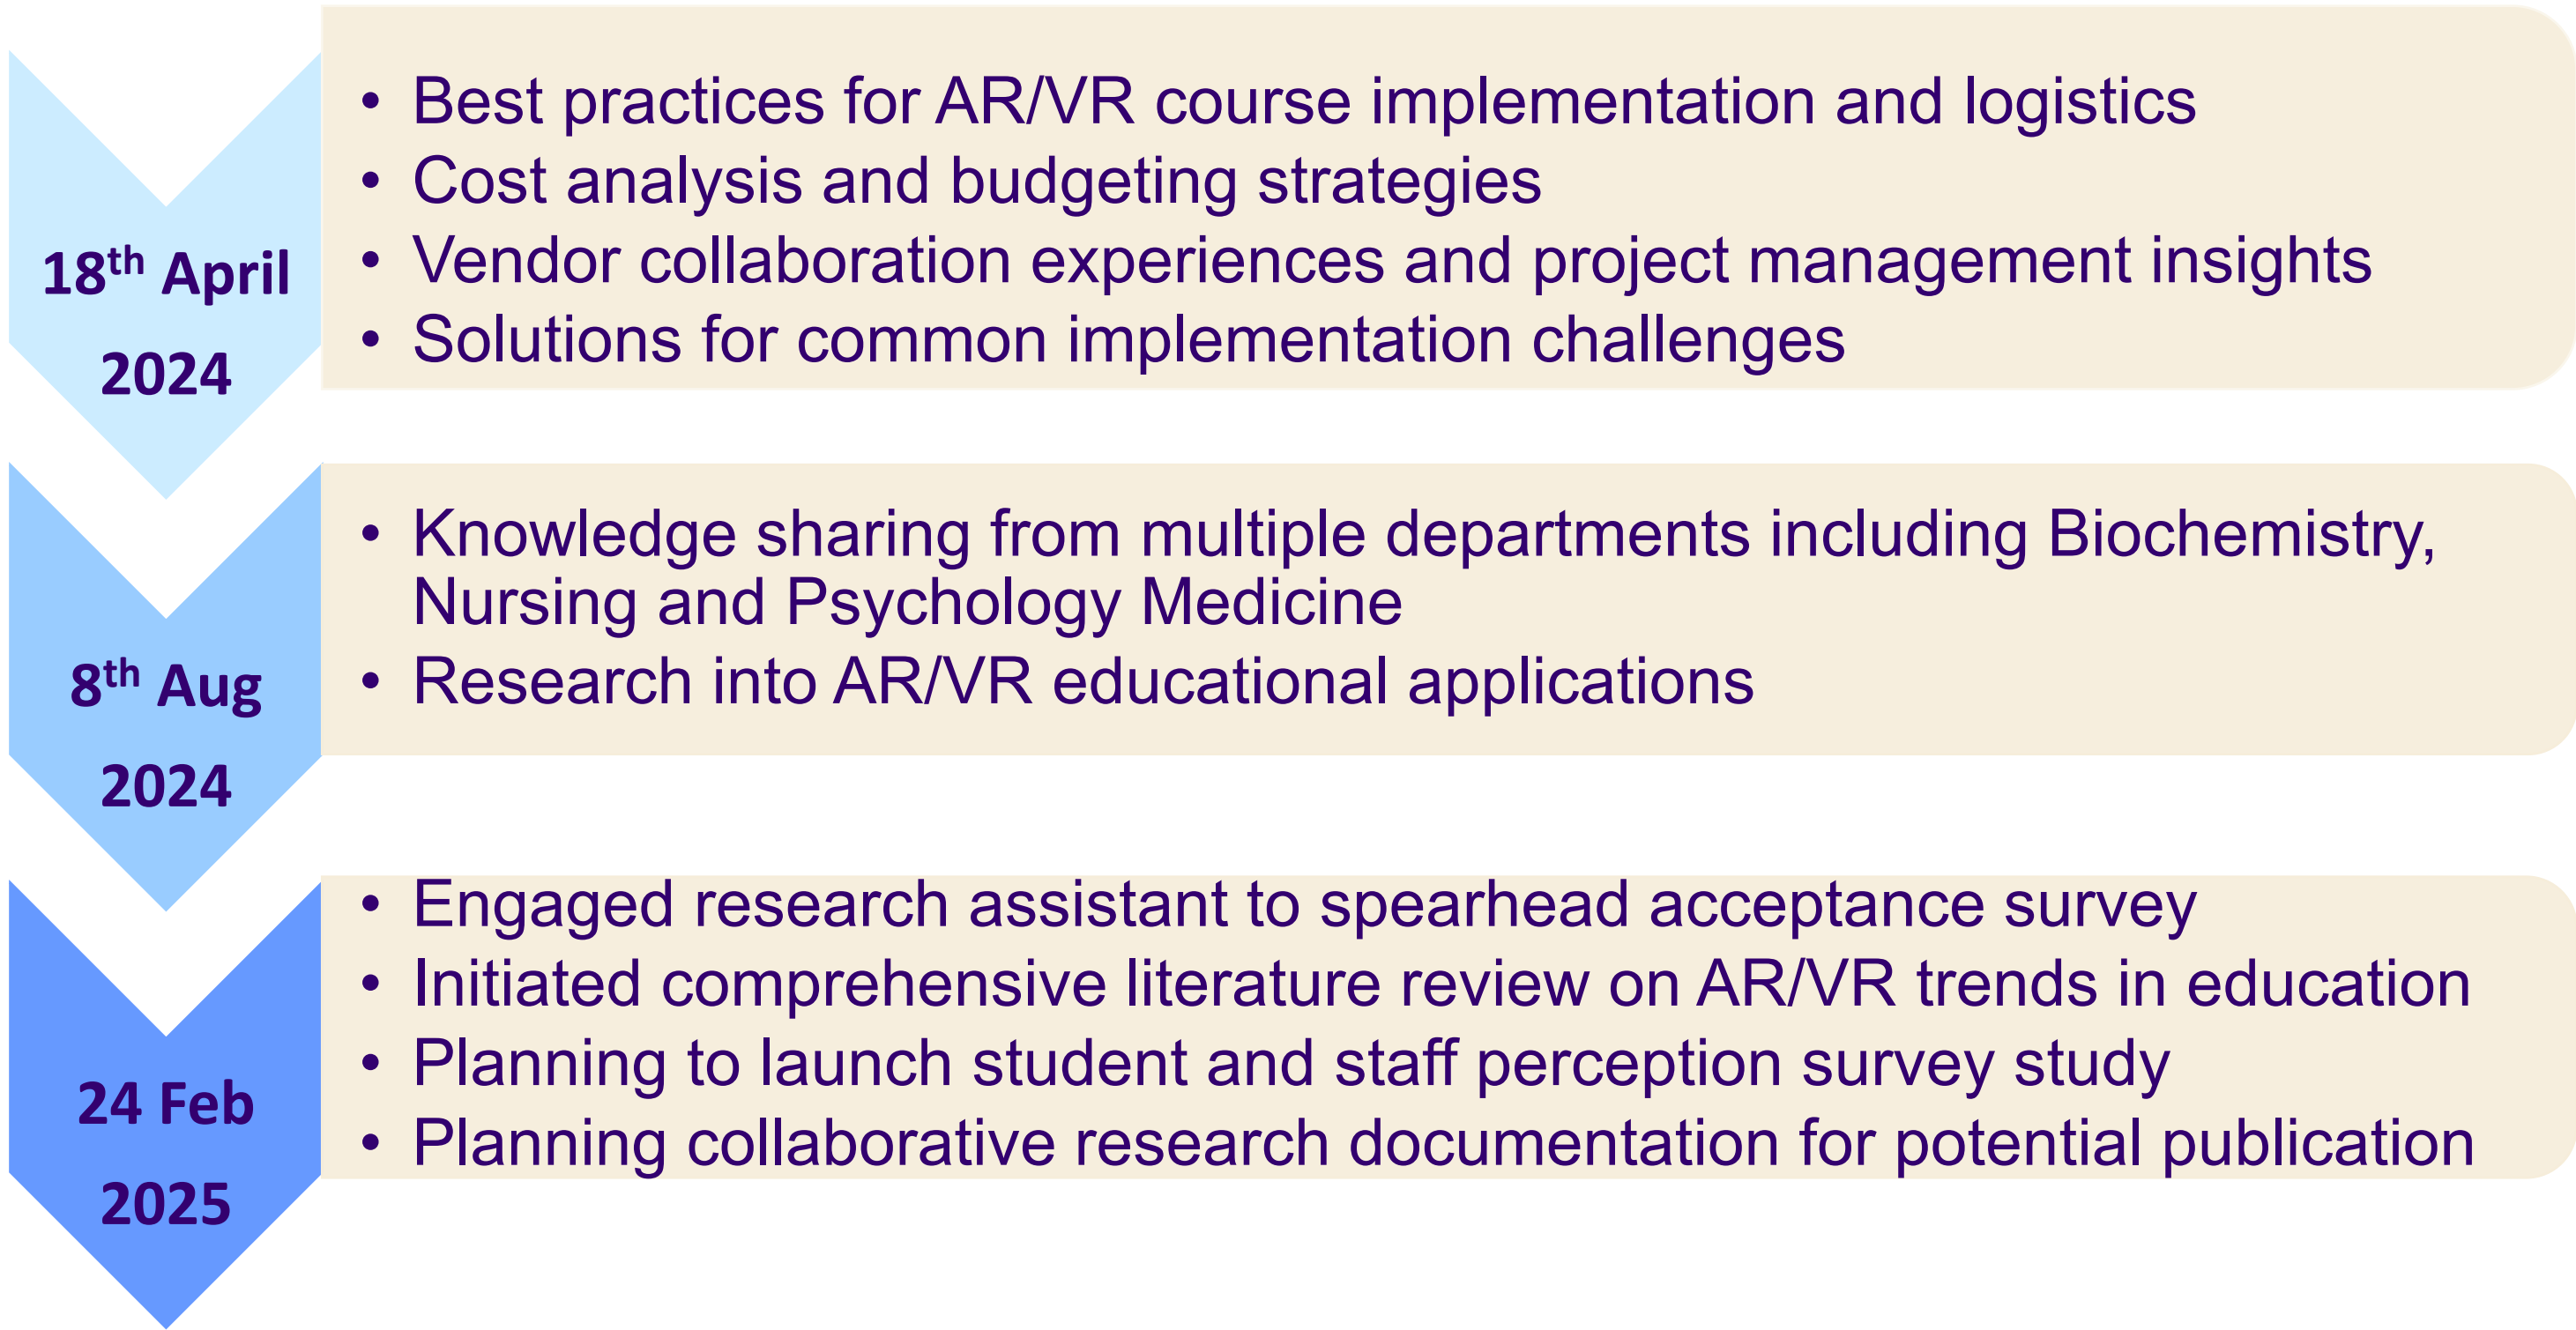 18th April
2024
• Best practices for AR/VR course implementation and logistics
• Cost analysis and budgeting strategies
• Vendor collaboration experiences and project management insights
• Solutions for common implementation challenges
8th Aug
2024
• Knowledge sharing from multiple departments including Biochemistry,
Nursing and Psychology Medicine
• Research into AR/VR educational applications
24 Feb
2025
• Engaged research assistant to spearhead acceptance survey
• Initiated comprehensive literature review on AR/VR trends in education
• Planning to launch student and staff perception survey study
• Planning collaborative research documentation for potential publication